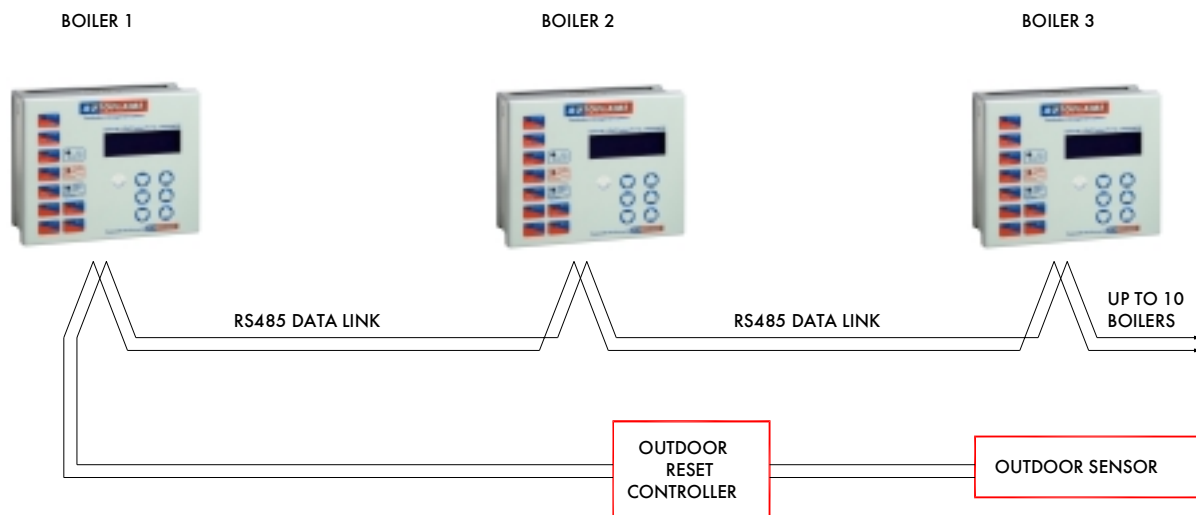 BOILER 1
BOILER 2
BOILER 3
RS485 DATA LINK
RS485 DATA LINK
UP TO 10
BOILERS
OUTDOOR
RESET
CONTROLLER
OUTDOOR SENSOR